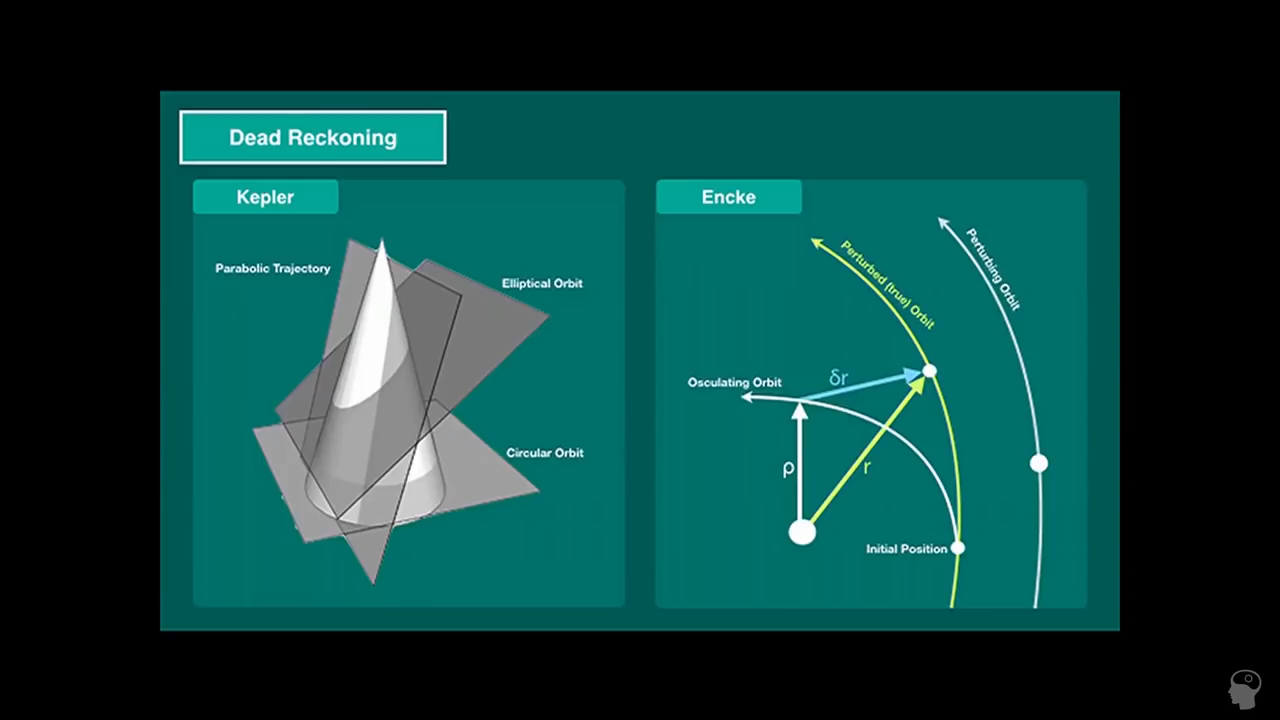 Dead Reckoning
Kepler
Parabolic Trajectory
Elliptical Orbit
Circular Orbit
Encke
Perturbed (true) Orbit
Perturbing Orbit
Osculating Orbit
δr
ρ
r
Initial Position